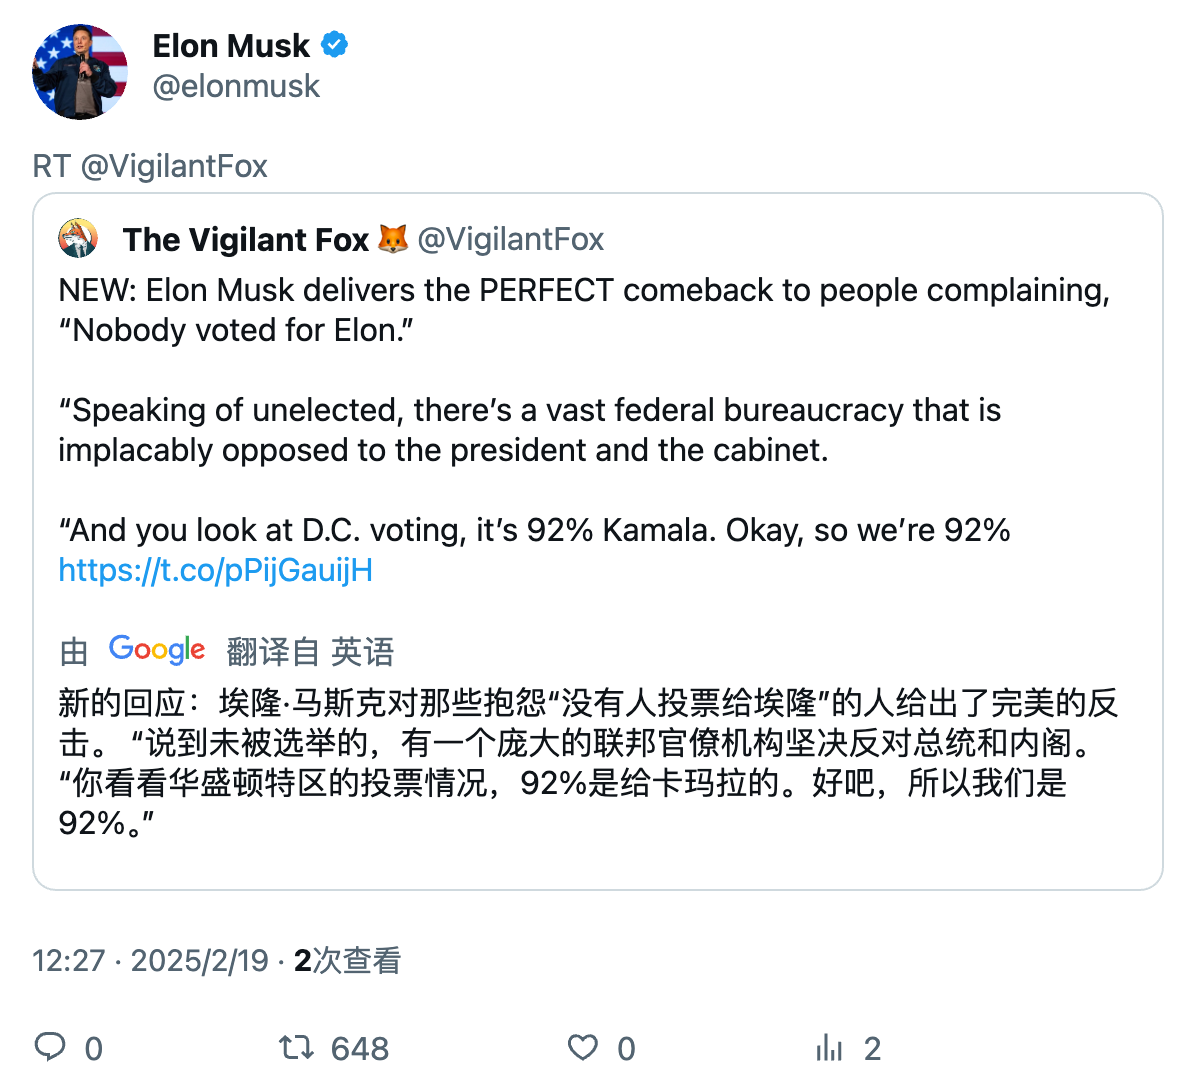 Elon Musk
@elonmusk
RT @VigilantFox
The Vigilant Fox🦊 @VigilantFox
NEW: Elon Musk delivers the PERFECT comeback to people complaining,
“Nobody voted for Elon.”
“Speaking of unelected, there’s a vast federal bureaucracy that is
implacably opposed to the president and the cabinet.
“And you look at D.C. voting, it’s 92% Kamala. Okay, so we’re 92%
https://t.co/pPijGauijH
由 Google 翻译自 英语
新的回应：埃隆·马斯克对那些抱怨“没有人投票给埃隆”的人给出了完美的反
击。 “说到未被选举的，有一个庞大的联邦官僚机构坚决反对总统和内阁。
“你看看华盛顿特区的投票情况，92%是给卡玛拉的。好吧，所以我们是
92%。”
12:27 · 2025/2/19 · 2次查看
0 648 0 2